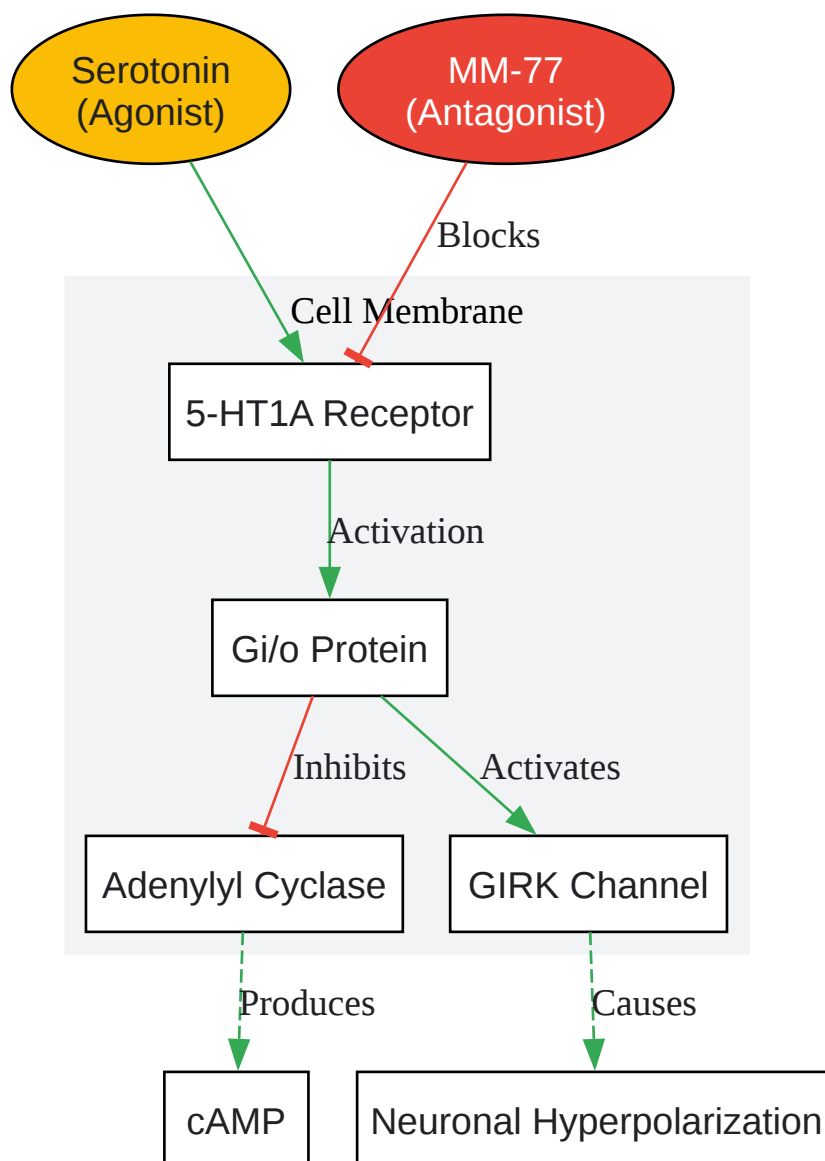 Serotonin
(Agonist)
MM-77
(Antagonist)
Blocks
Cell Membrane
5-HT1A Receptor
Activation
Gi/o Protein
Inhibits
Activates
Adenylyl Cyclase
GIRK Channel
Produces
Causes
cAMP
Neuronal Hyperpolarization